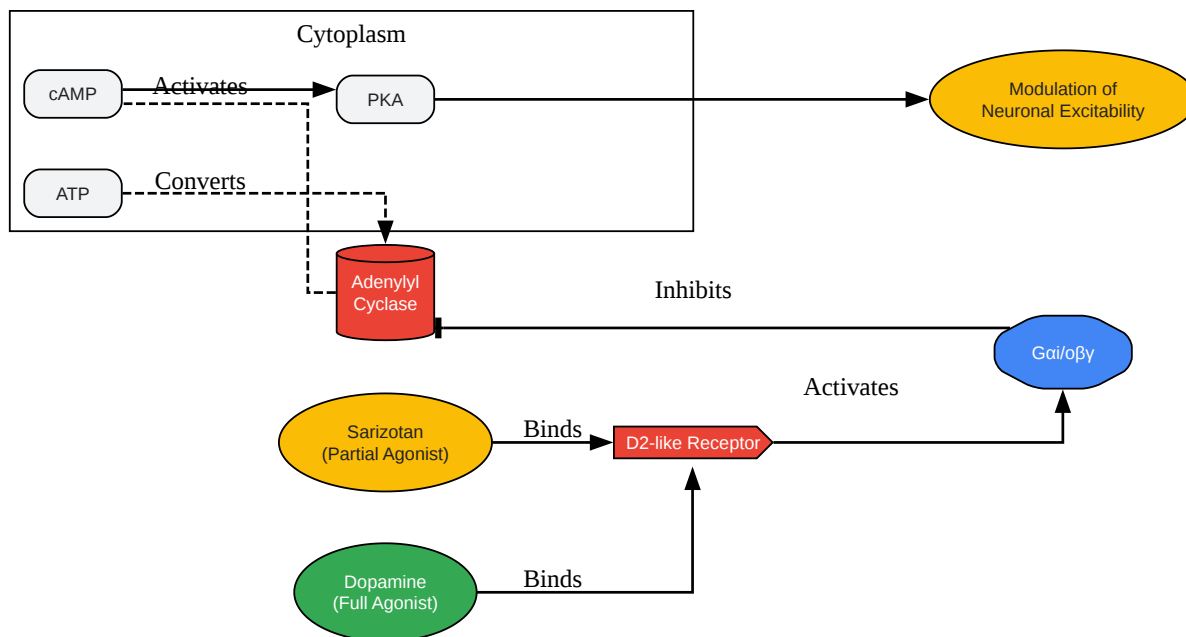 Cytoplasm
cAMP
Activates
PKA
Modulation of
Neuronal Excitability
ATP
Converts
Adenylyl
Cyclase
Inhibits
Gαi/oβγ
Activates
Sarizotan
(Partial Agonist)
Binds
D2-like Receptor
Dopamine
(Full Agonist)
Binds